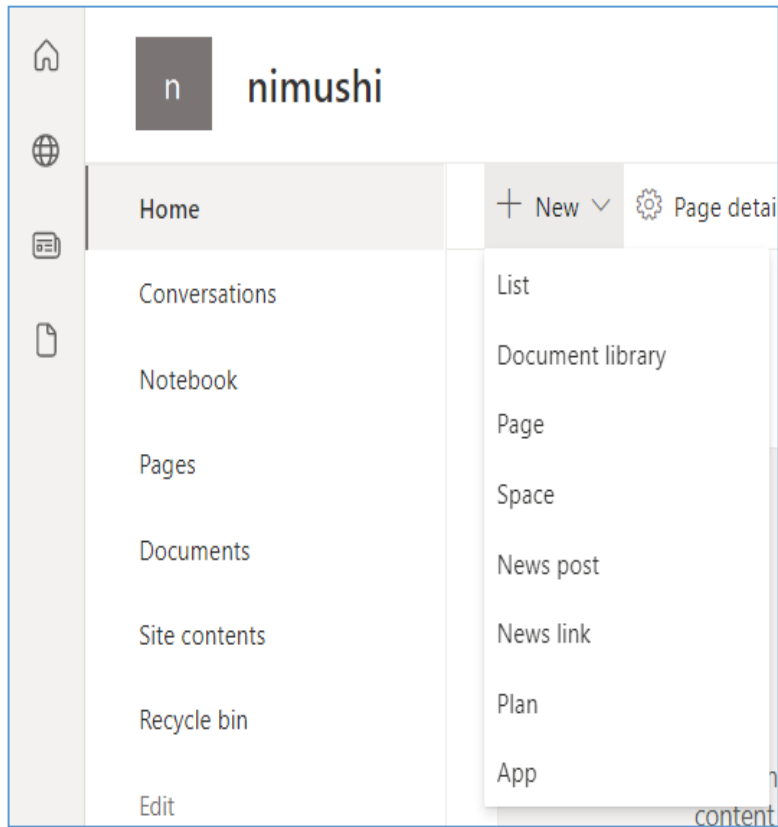 n
nimushi
Home
Conversations
Notebook
Pages
Documents
Site contents
Recycle bin
Edit
New
Page detai
List
Document library
Page
Space
News post
News link
Plan
App
content